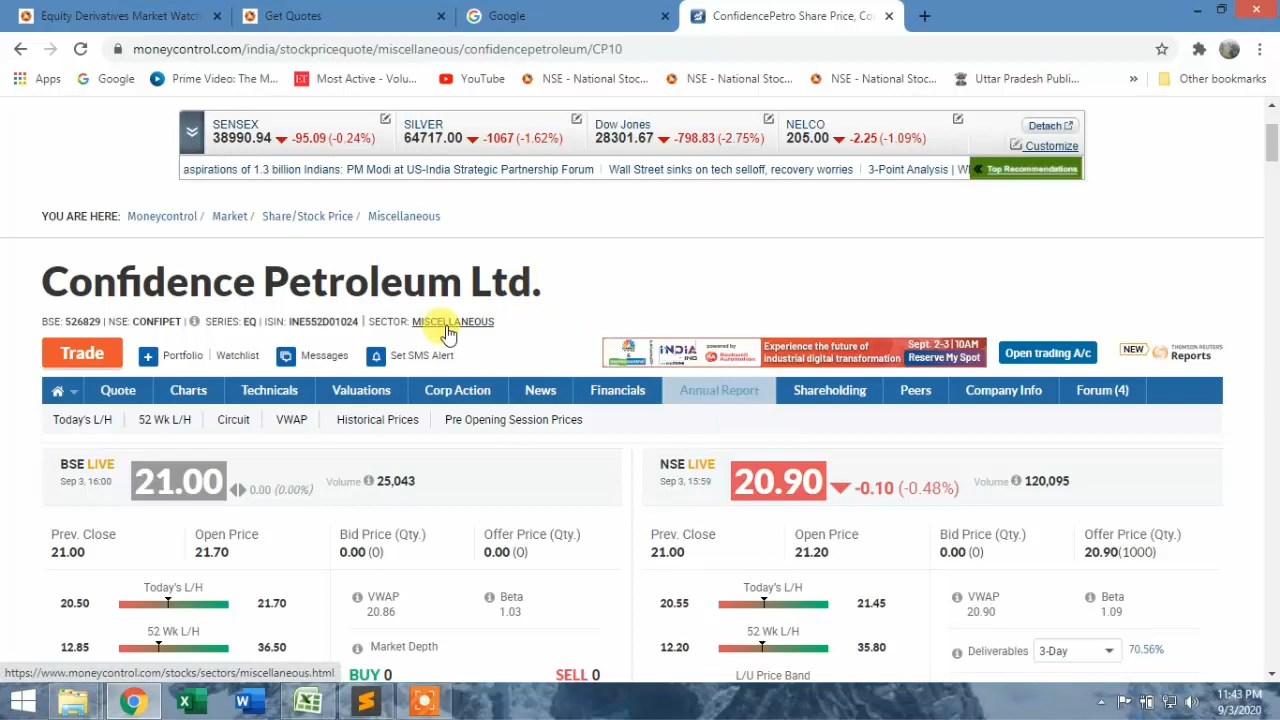 Equity Derivatives Market Watch
Get Quotes
Google
ConfidencePetro Share Price, Co
moneycontrol.com/india/stockpricequote/miscellaneous/confidencepetroleum/CP10
Apps
Google
Prime Video: The M...
Most Active - Volu...
YouTube
NSE - National Stoc...
NSE - National Stoc...
NSE - National Stoc...
Uttar Pradesh Publi...
Other bookmarks
SENSEX
38990.94 -95.09 (-0.24%)
SILVER
64717.00 -1067 (-1.62%)
Dow Jones
28301.67 -798.83 (-2.75%)
NELCO
205.00 -2.25 (-1.09%)
Detach
Customize
aspirations of 1.3 billion Indians: PM Modi at US-India Strategic Partnership Forum
Wall Street sinks on tech selloff, recovery worries
3-Point Analysis | W
Top Recommendations
YOU ARE HERE: Moneycontrol / Market / Share/Stock Price / Miscellaneous
Confidence Petroleum Ltd.
BSE: 526829 | NSE: CONFIPET | SERIES: EQ | ISIN: INE552D01024 | SECTOR: MISCELLANEOUS
Trade
Portfolio | Watchlist
Messages
Set SMS Alert
powered by
Experience the future of
industrial digital transformation
Sept. 2-3 | 10AM
Reserve My Spot
Open trading A/c
NEW
THOMSON REUTERS
Reports
Quote
Charts
Technicals
Valuations
Corp Action
News
Financials
Annual Report
Shareholding
Peers
Company Info
Forum (4)
Today's L/H
52 Wk L/H
Circuit
VWAP
Historical Prices
Pre Opening Session Prices
BSE LIVE
Sep 3, 16:00
21.00
0.00 (0.00%)
Volume 25,043
NSE LIVE
Sep 3, 15:59
20.90
-0.10 (-0.48%)
Volume 120,095
Prev. Close
21.00
Open Price
21.70
Bid Price (Qty.)
0.00 (0)
Offer Price (Qty.)
0.00 (0)
Prev. Close
21.00
Open Price
21.20
Bid Price (Qty.)
0.00 (0)
Offer Price (Qty.)
20.90(1000)
Today's L/H
20.50 21.70
VWAP
20.86
Beta
1.03
Today's L/H
20.55 21.45
VWAP
20.90
Beta
1.09
52 Wk L/H
12.85 36.50
Market Depth
52 Wk L/H
12.20 35.80
Deliverables 3-Day 70.56%
BUY 0
SELL 0
L/U Price Band
https://www.moneycontrol.com/stocks/sectors/miscellaneous.html
11:43 PM
9/3/2020